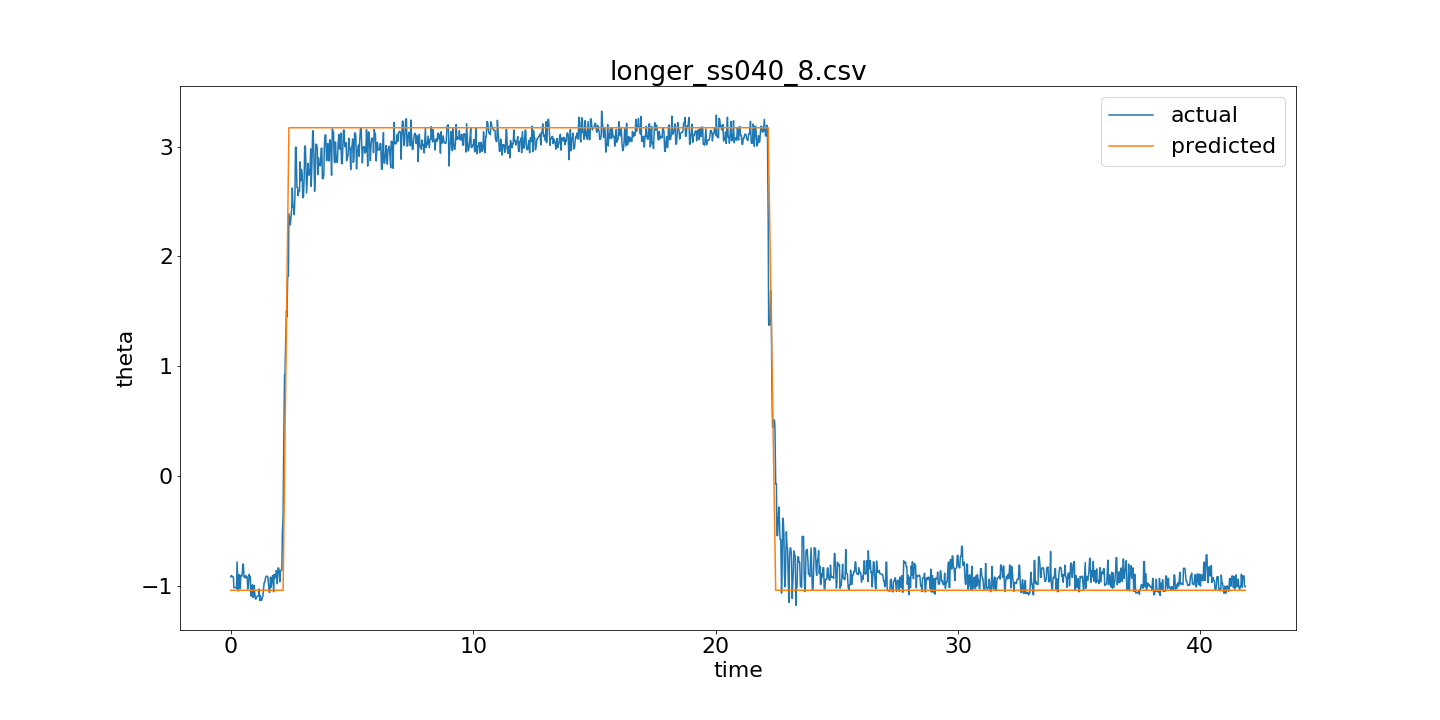 longer_ss040_8.csv
actual
predicted
3
2
1
0
−1
theta
0 10 20 30 40
time